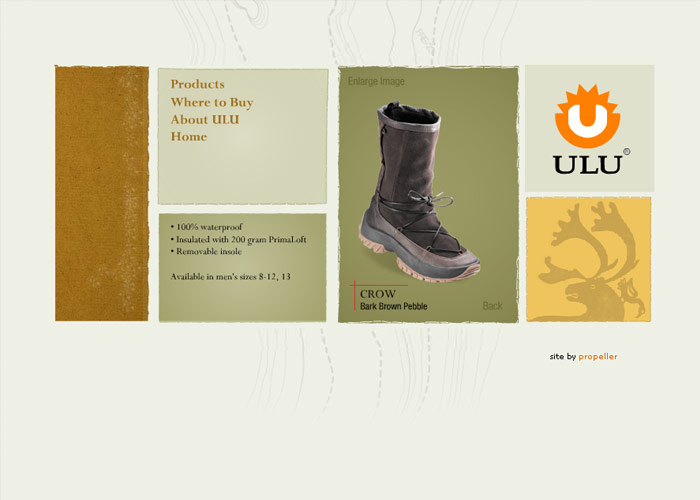 Products
Where to Buy
About ULU
Home
• 100% waterproof
• Insulated with 200 gram PrimaLoft
• Removable insole
Available in men's sizes 8-12, 13
Enlarge Image
CROW
Bark Brown Pebble
Back
ULU®
site by propeller